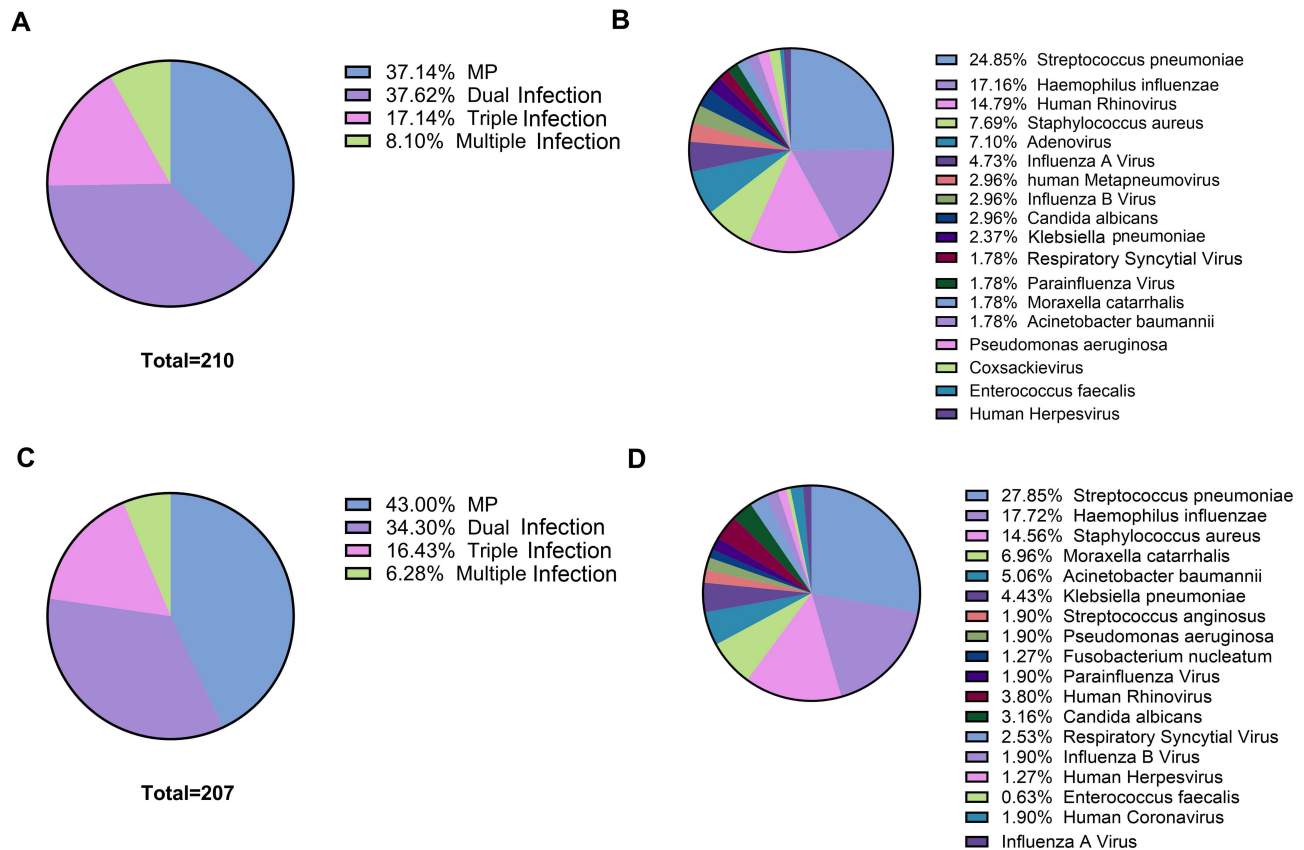 A
37.14% MP
37.62% Dual Infection
17.14% Triple Infection
8.10% Multiple Infection
Total=210
B
24.85% Streptococcus pneumoniae
17.16% Haemophilus influenzae
14.79% Human Rhinovirus
7.69% Staphylococcus aureus
7.10% Adenovirus
4.73% Influenza A Virus
2.96% human Metapneumovirus
2.96% Influenza B Virus
2.96% Candida albicans
2.37% Klebsiella pneumoniae
1.78% Respiratory Syncytial Virus
1.78% Parainfluenza Virus
1.78% Moraxella catarrhalis
1.78% Acinetobacter baumannii
Pseudomonas aeruginosa
Coxsackievirus
Enterococcus faecalis
Human Herpesvirus
C
43.00% MP
34.30% Dual Infection
16.43% Triple Infection
6.28% Multiple Infection
Total=207
D
27.85% Streptococcus pneumoniae
17.72% Haemophilus influenzae
14.56% Staphylococcus aureus
6.96% Moraxella catarrhalis
5.06% Acinetobacter baumannii
4.43% Klebsiella pneumoniae
1.90% Streptococcus anginosus
1.90% Pseudomonas aeruginosa
1.27% Fusobacterium nucleatum
1.90% Parainfluenza Virus
3.80% Human Rhinovirus
3.16% Candida albicans
2.53% Respiratory Syncytial Virus
1.90% Influenza B Virus
1.27% Human Herpesvirus
0.63% Enterococcus faecalis
1.90% Human Coronavirus
Influenza A Virus